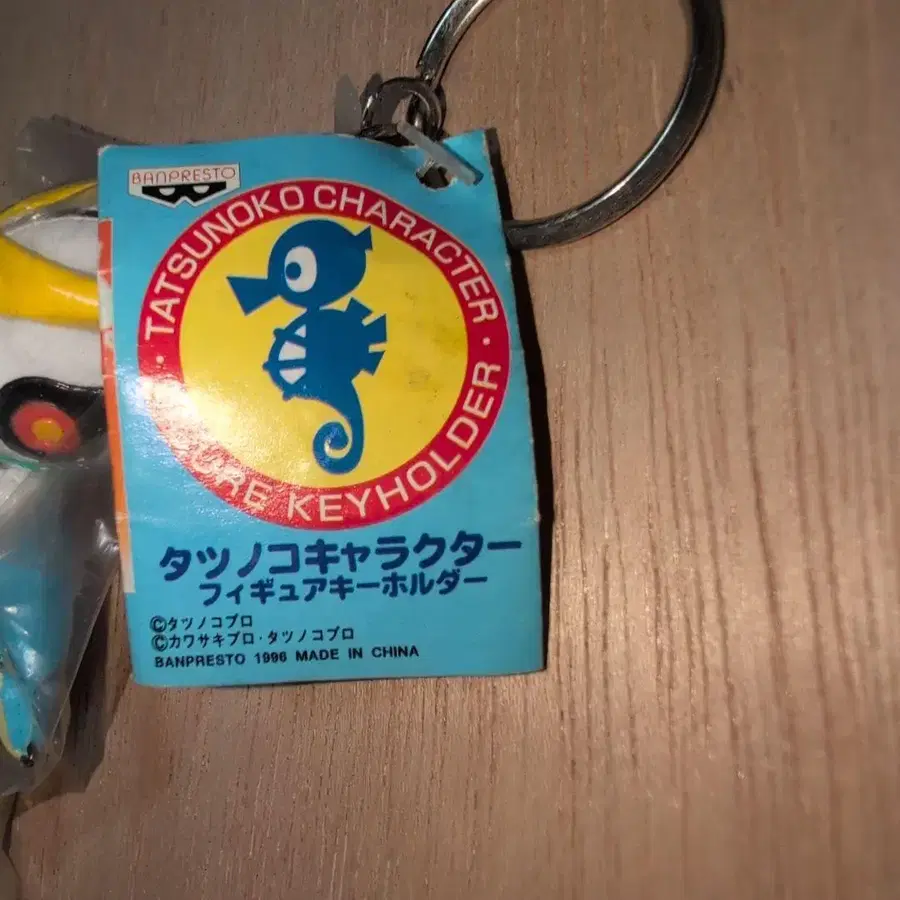 BANPRESTO
TATSUNOKO CHARACTER
KEYHOLDER
タツノコキャラクター
フィギュアキーホルダー
©タツノコプロ
©カワサキプロ・タツノコプロ
BANPRESTO 1996 MADE IN CHINA